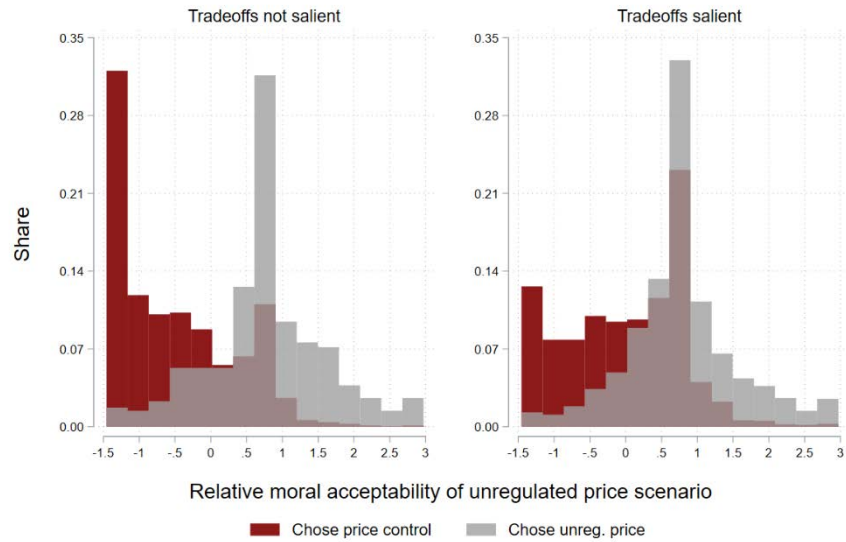 Tradeoffs not salient
Tradeoffs salient
0.35
0.28
0.21
0.14
0.07
0.00
-1.5 -1 -.5 0 .5 1 1.5 2 2.5 3
0.35
0.28
0.21
0.14
0.07
0.00
-1.5 -1 -.5 0 .5 1 1.5 2 2.5 3
Share
Relative moral acceptability of unregulated price scenario
Chose price control
Chose unreg. price